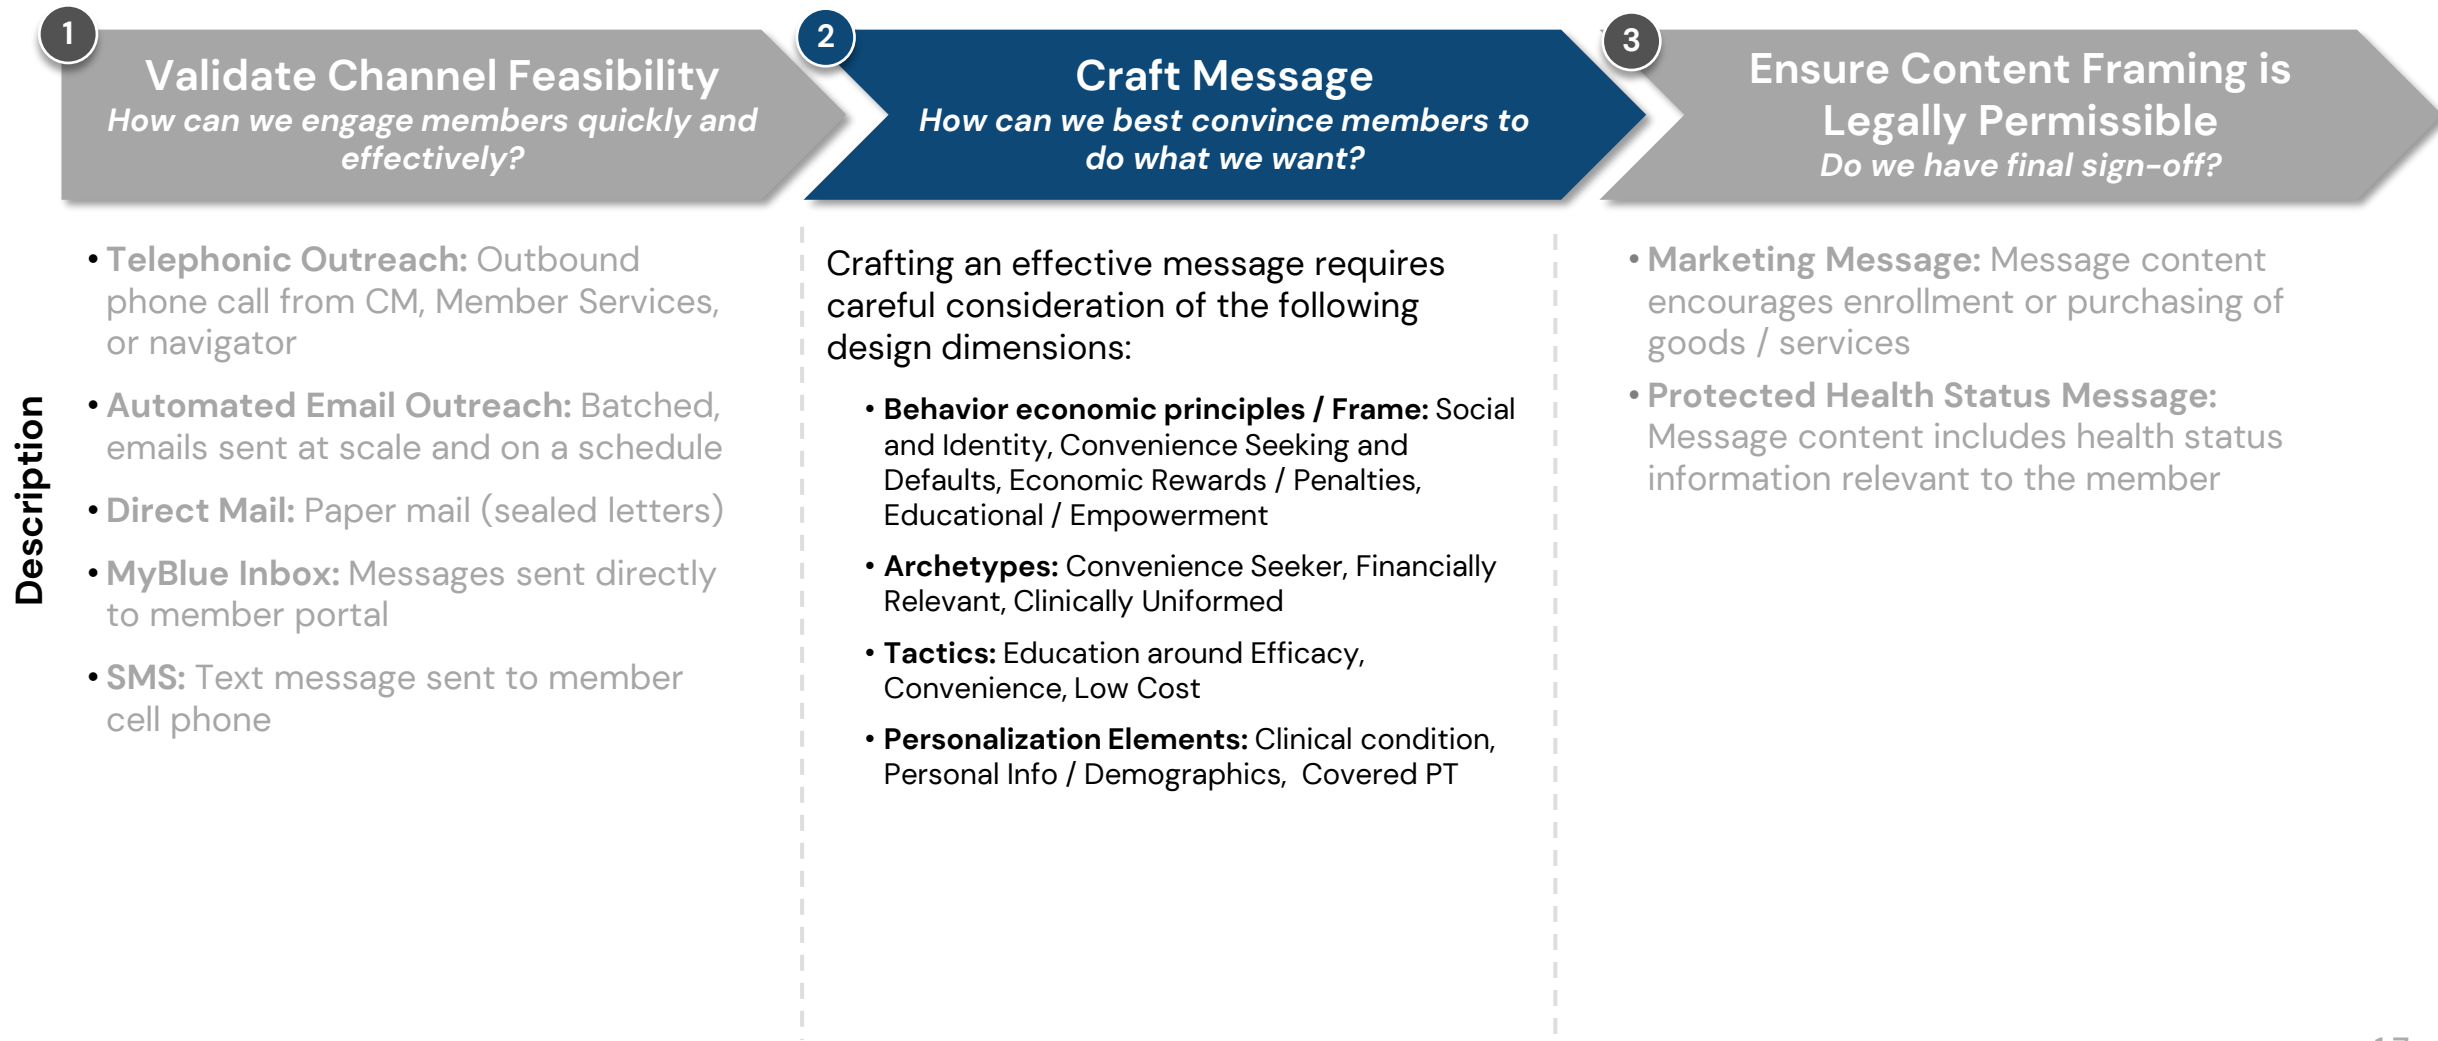 1
Validate Channel Feasibility
How can we engage members quickly and
effectively?
2
Craft Message
How can we best convince members to
do what we want?
3
Ensure Content Framing is
Legally Permissible
Do we have final sign-off?
Description
• Telephonic Outreach: Outbound
phone call from CM, Member Services,
or navigator
• Automated Email Outreach: Batched,
emails sent at scale and on a schedule
• Direct Mail: Paper mail (sealed letters)
• MyBlue Inbox: Messages sent directly
to member portal
• SMS: Text message sent to member
cell phone
Crafting an effective message requires
careful consideration of the following
design dimensions:
• Behavior economic principles / Frame: Social
and Identity, Convenience Seeking and
Defaults, Economic Rewards / Penalties,
Educational / Empowerment
• Archetypes: Convenience Seeker, Financially
Relevant, Clinically Uniformed
• Tactics: Education around Efficacy,
Convenience, Low Cost
• Personalization Elements: Clinical condition,
Personal Info / Demographics, Covered PT
• Marketing Message: Message content
encourages enrollment or purchasing of
goods / services
• Protected Health Status Message:
Message content includes health status
information relevant to the member